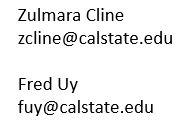 Zulmara Cline
zcline@calstate.edu
Fred Uy
fuy@calstate.edu